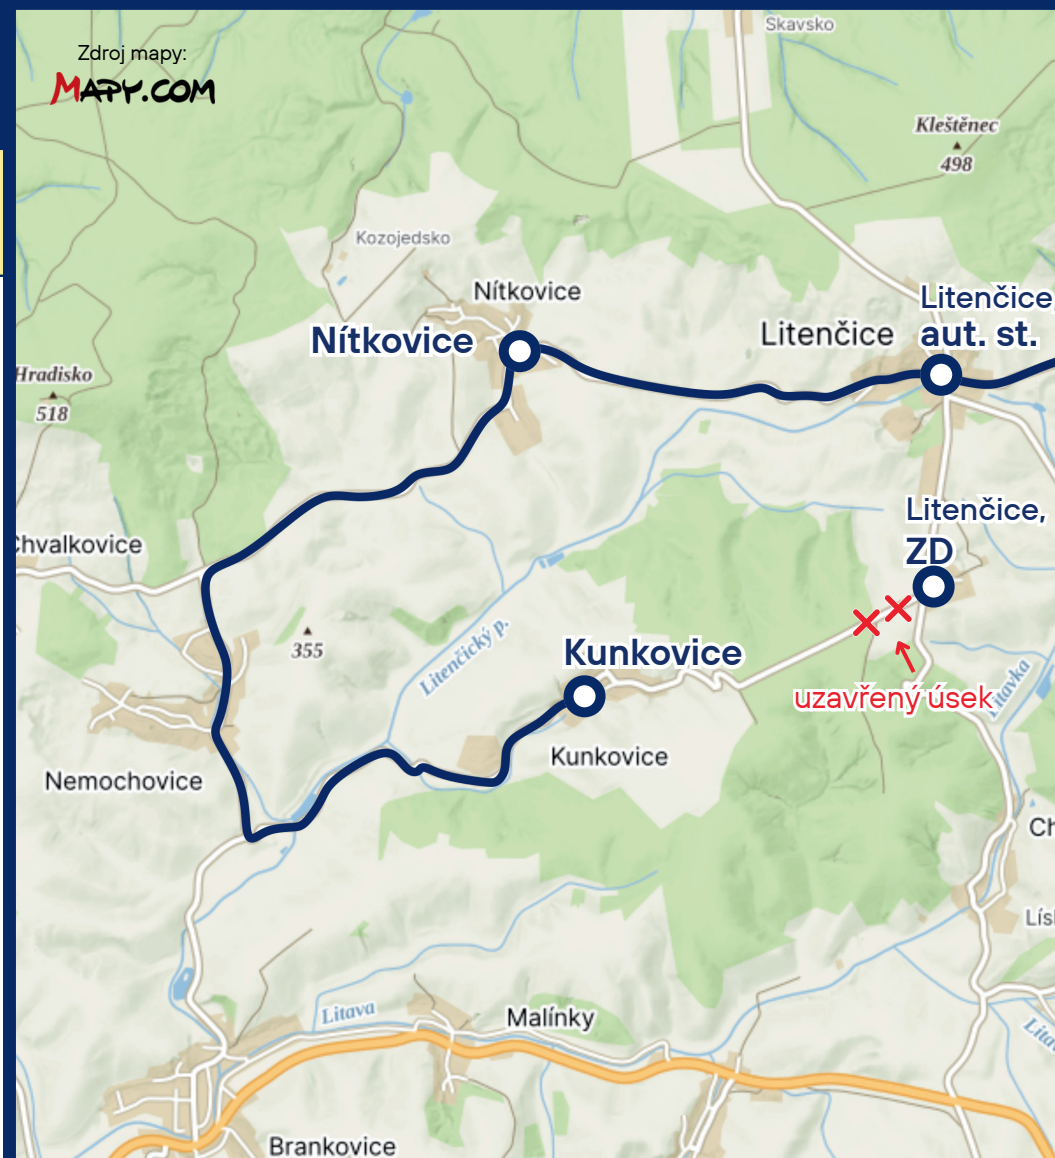 Zdroj mapy:
MAPY.COM
Skavsko
Kleštěnec
498
Kozojedsko
Nítkovice
Litenčice,
Nítkovice
Litenčice
aut. st.
Hradisko
518
Litenčice,
Chvalkovice
ZD
355
Litenčický p.
Kunkovice
uzavřený úsek
Litavka
Kunkovice
Nemochovice
Ch
Lís
Litava
Malínky
Lita
Brankovice